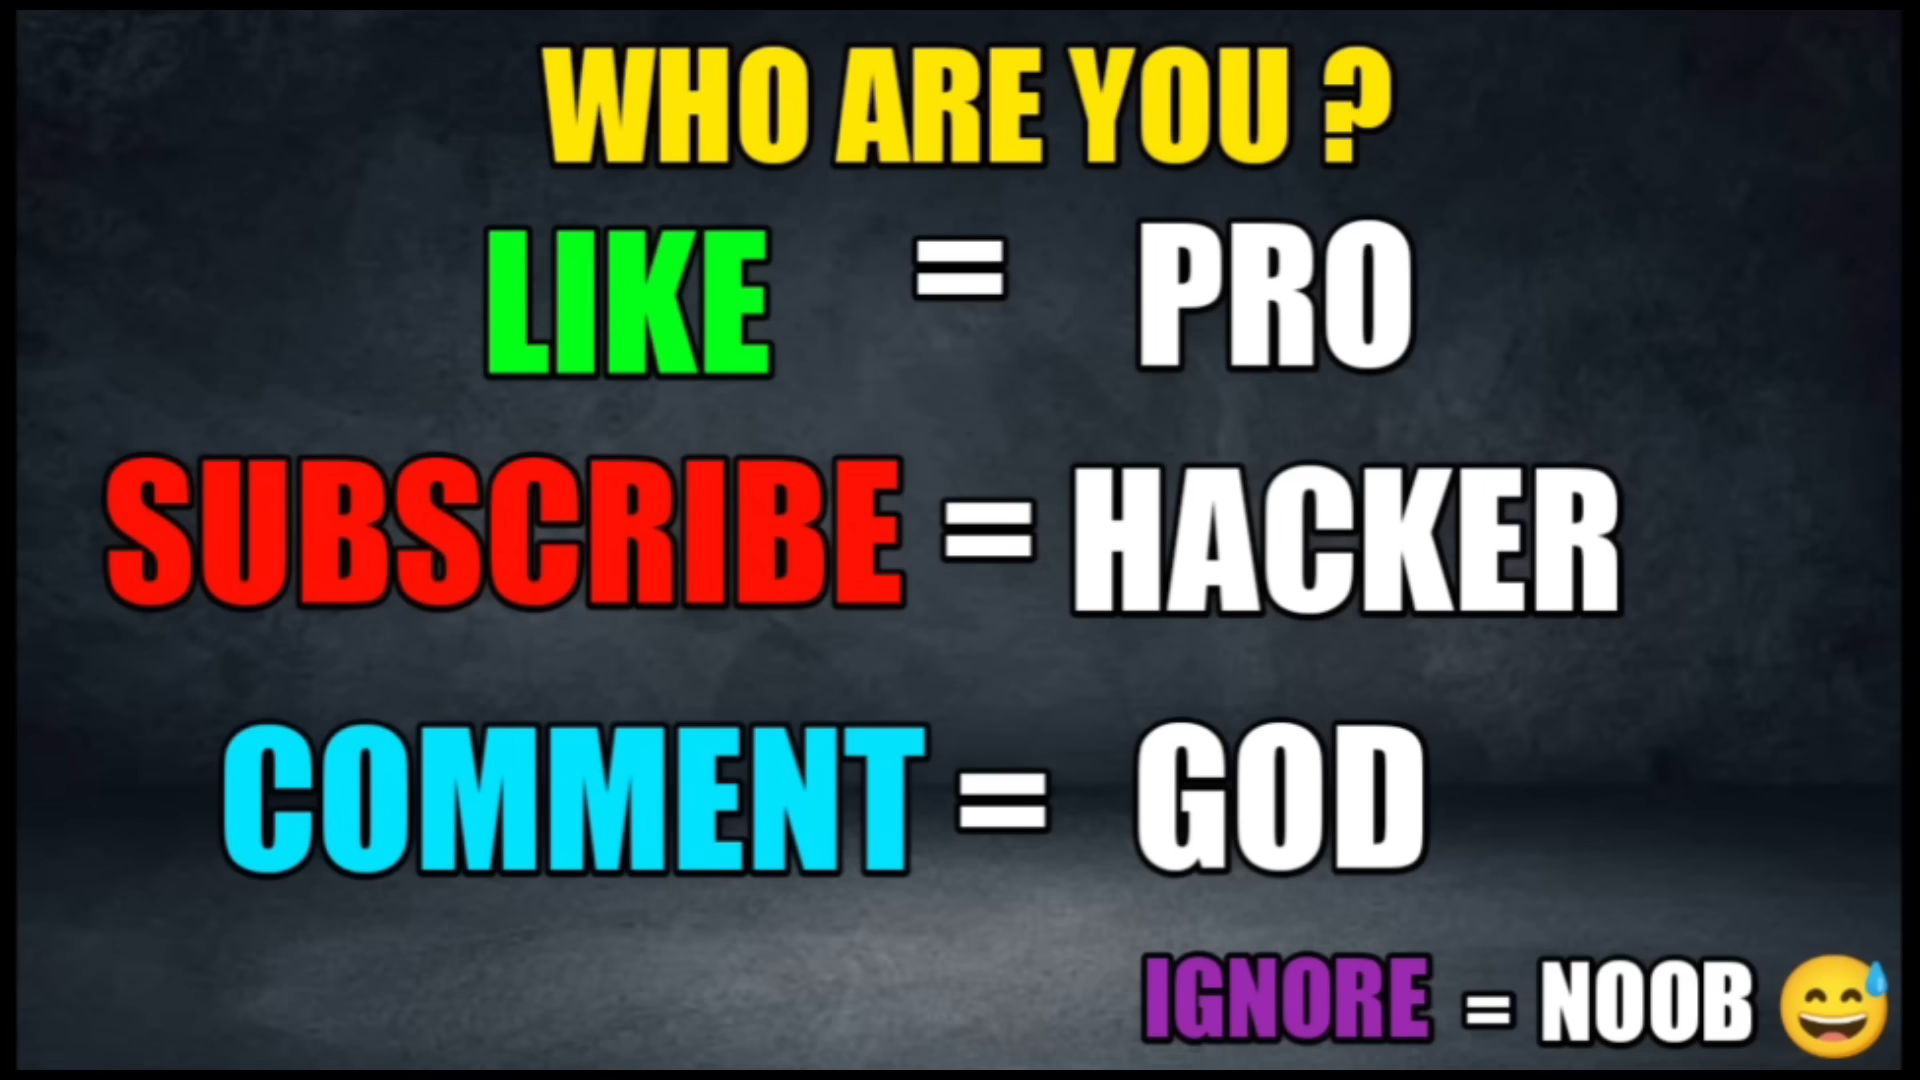 WHO ARE YOU ?
LIKE = PRO
SUBSCRIBE = HACKER
COMMENT = GOD
IGNORE = NOOB 😅